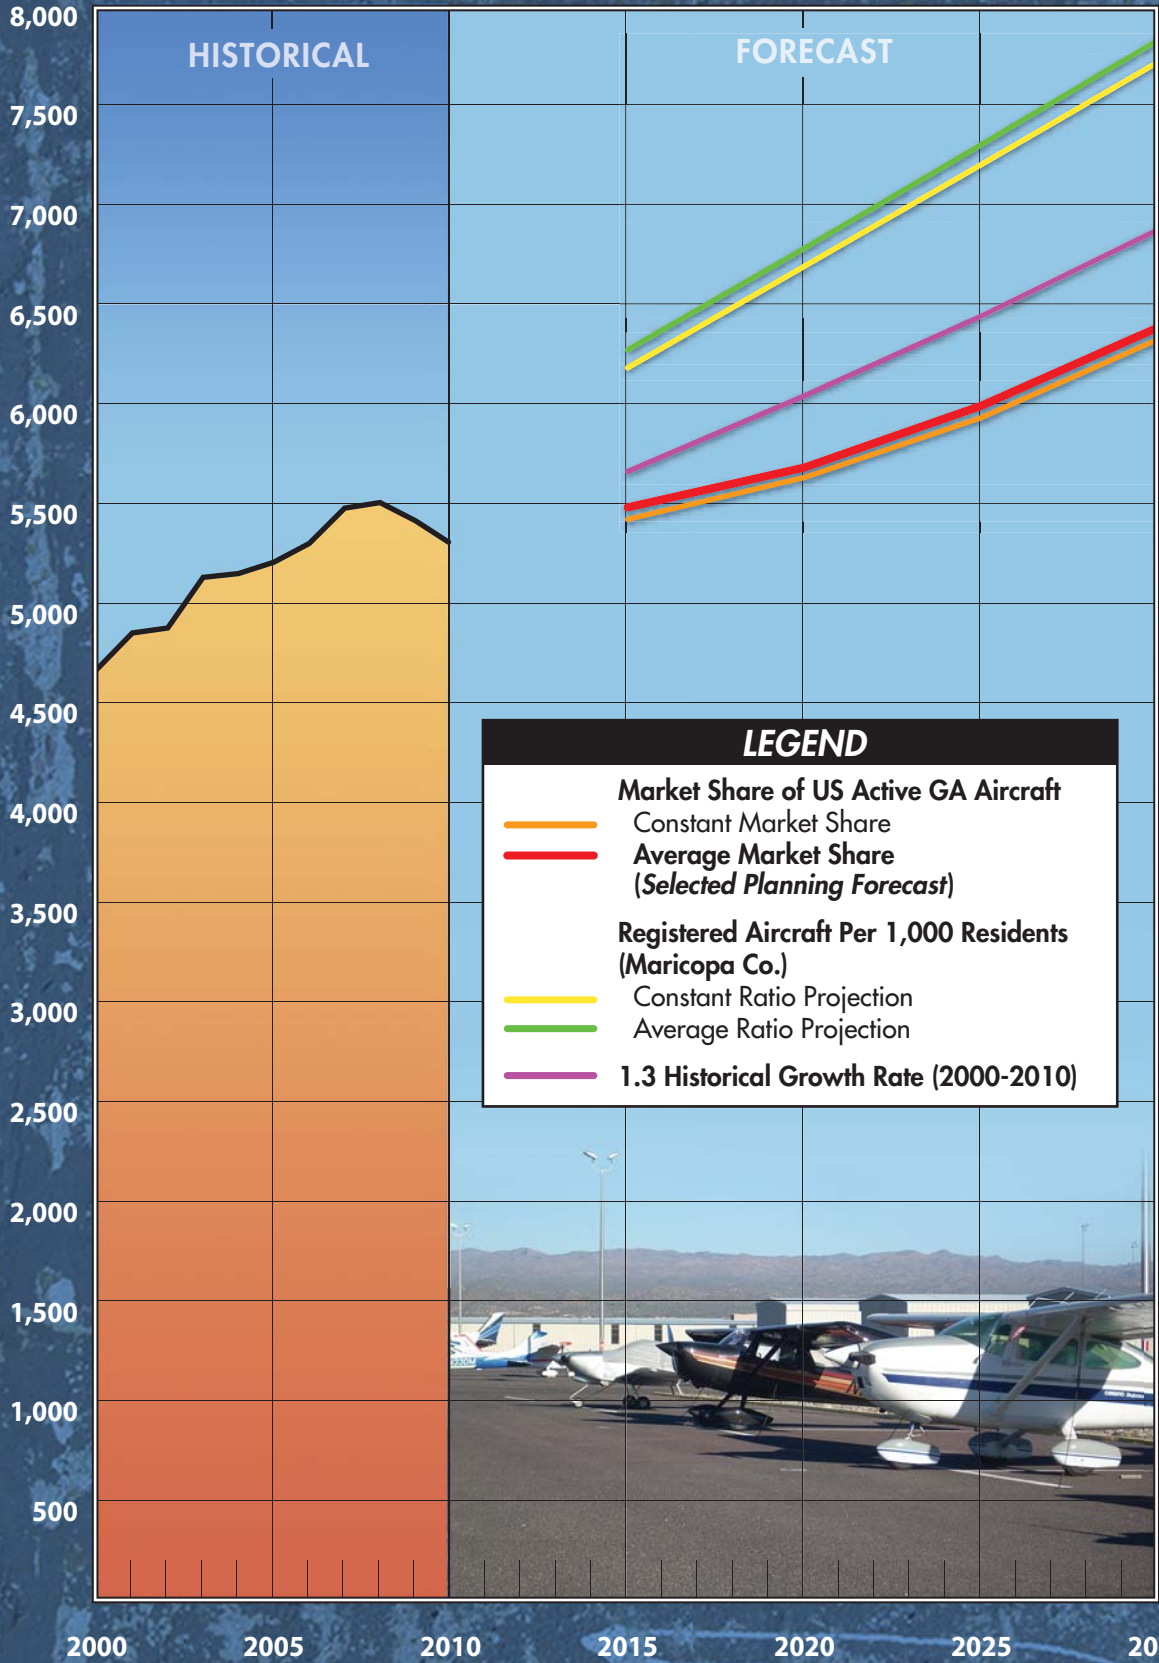 8,000
7,500
7,000
6,500
6,000
5,500
5,000
4,500
4,000
3,500
3,000
2,500
2,000
1,500
1,000
500
HISTORICAL
FORECAST
LEGEND
Market Share of US Active GA Aircraft
Constant Market Share
Average Market Share
(Selected Planning Forecast)
Registered Aircraft Per 1,000 Residents
(Maricopa Co.)
Constant Ratio Projection
Average Ratio Projection
1.3 Historical Growth Rate (2000-2010)
2000 2005 2010 2015 2020 2025 20